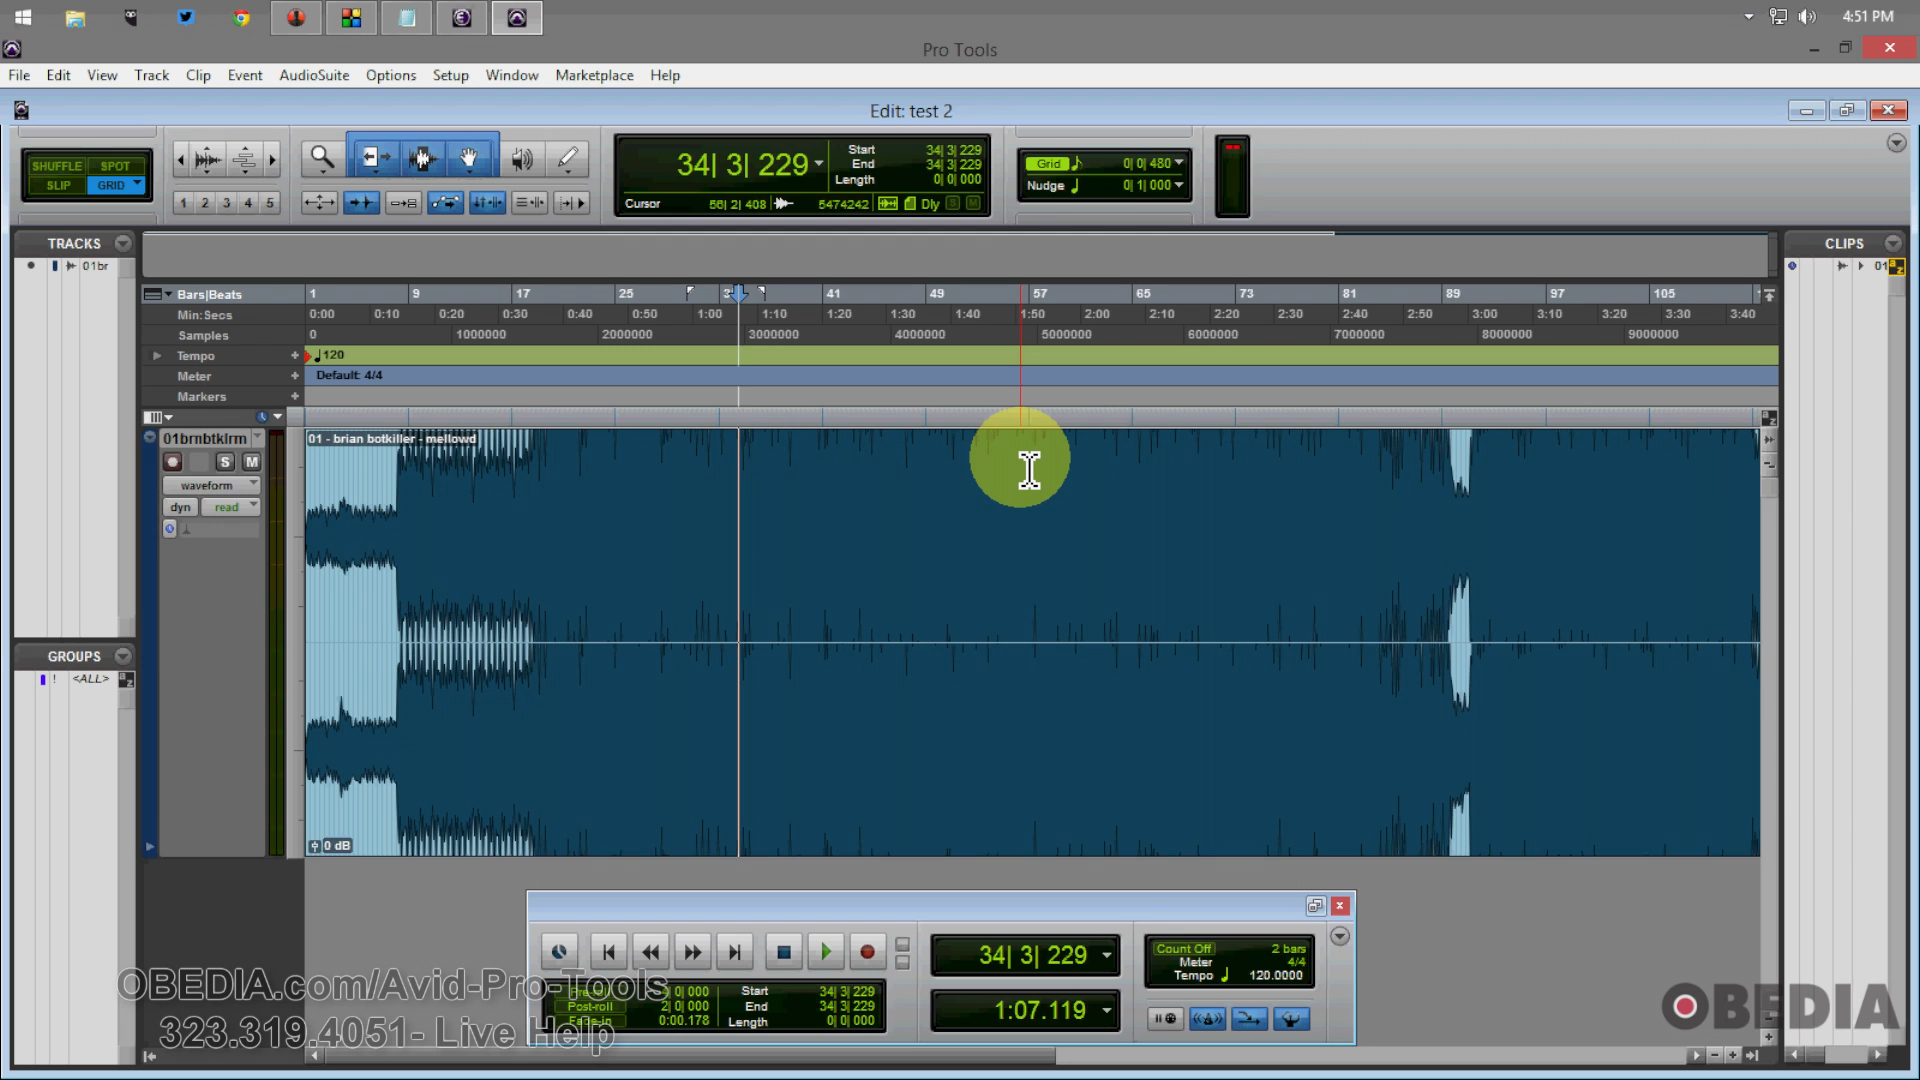 4:51 PM
Pro Tools
File Edit View Track Clip Event AudioSuite Options Setup Window Marketplace Help
Edit: test 2
SHUFFLE SPOT
SLIP GRID
1 2 3 4 5
34| 3| 229
Start 34| 3| 229
End 34| 3| 229
Length 0| 0| 000
Cursor 56| 2| 408 5474242 Dly S M
Grid 0| 0| 480
Nudge 0| 1| 000
TRACKS
01br
CLIPS
01
Bars|Beats 1 9 17 25 41 49 57 65 73 81 89 97 105
Min:Secs 0:00 0:10 0:20 0:30 0:40 0:50 1:00 1:10 1:20 1:30 1:40 1:50 2:00 2:10 2:20 2:30 2:40 2:50 3:00 3:10 3:20 3:30 3:40
Samples 0 1000000 2000000 3000000 4000000 5000000 6000000 7000000 8000000 9000000
Tempo 120
Meter Default: 4/4
Markers
01brnbtklrm
S M
waveform
dyn read
01 - brian botkiller - mellowd
0 dB
GROUPS
! <ALL>
34| 3| 229
1:07.119
Count Off 2 bars
Meter 4/4
Tempo 120.0000
0| 000
Post-roll 2| 0| 000
Fade-in 0:00.178
Start 34| 3| 229
End 34| 3| 229
Length 0| 0| 000
OBEDIA.com/Avid-Pro-Tools
323.319.4051- Live Help
OBEDIA